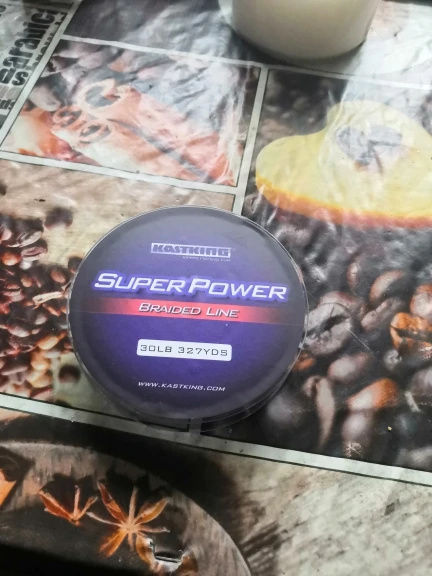 KASTKING
SUPER POWER
BRAIDED LINE
30LB 327YDS
WWW.KASTKING.COM